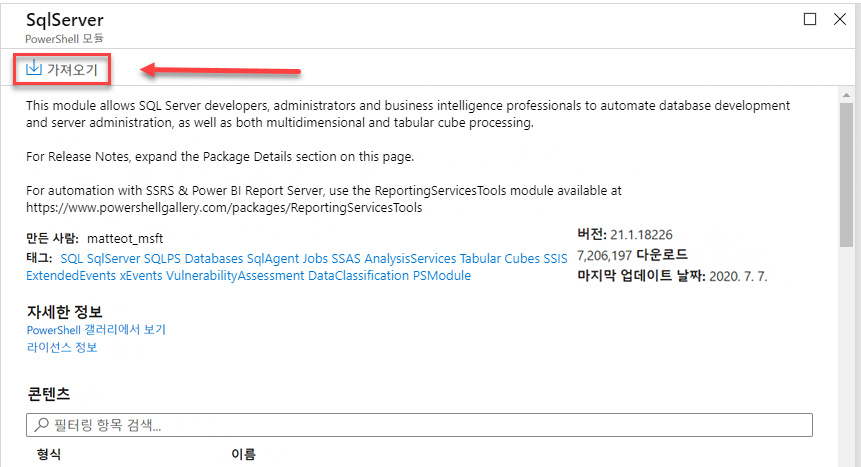 SqlServer
PowerShell 모듈
가져오기
This module allows SQL Server developers, administrators and business intelligence professionals to automate database development
and server administration, as well as both multidimensional and tabular cube processing.
For Release Notes, expand the Package Details section on this page.
For automation with SSRS & Power BI Report Server, use the ReportingServicesTools module available at
https://www.powershellgallery.com/packages/ReportingServicesTools
만든 사람: matteot_msft
태그: SQL SqlServer SQLPS Databases SqlAgent Jobs SSAS AnalysisServices Tabular Cubes SSIS
ExtendedEvents xEvents VulnerabilityAssessment DataClassification PSModule
버전: 21.1.18226
7,206,197 다운로드
마지막 업데이트 날짜: 2020. 7. 7.
자세한 정보
PowerShell 갤러리에서 보기
라이선스 정보
콘텐츠
필터링 항목 검색...
형식 이름